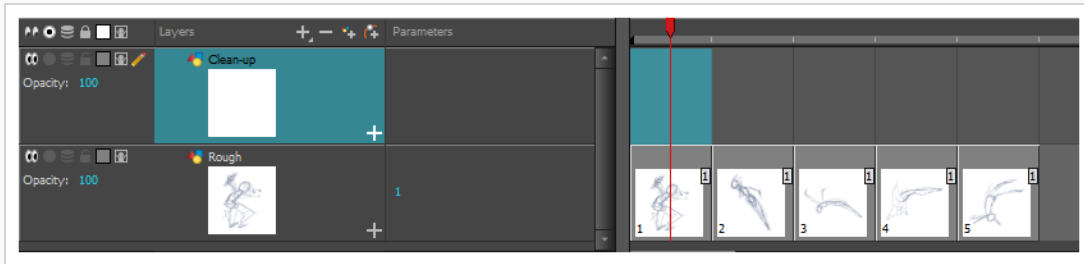 Layers
Parameters
Clean-up
Opacity: 100
Rough
Opacity: 100
1
1 1 1 1 1
1 2 3 4 5